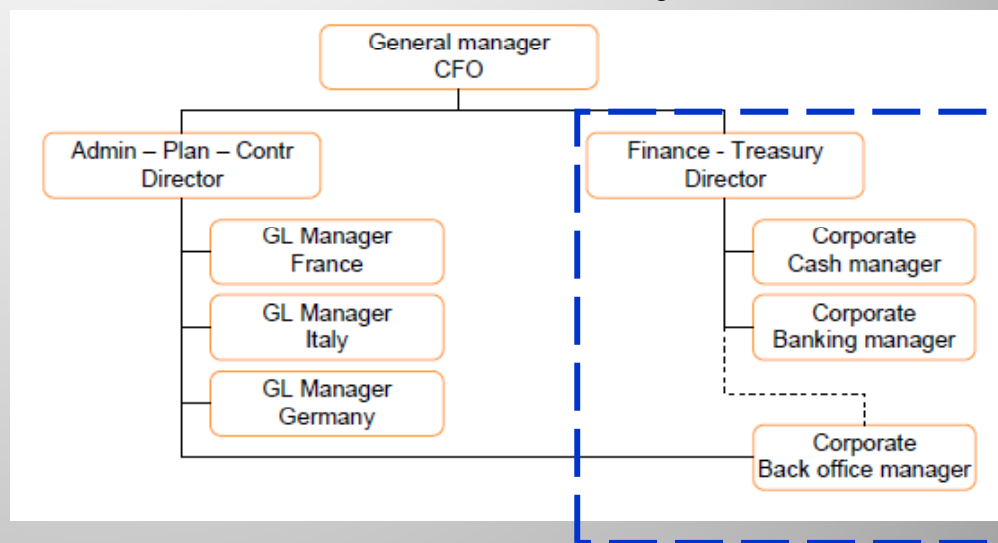 General manager
CFO
Admin – Plan – Contr
Director
Finance - Treasury
Director
GL Manager
France
Corporate
Cash manager
GL Manager
Italy
Corporate
Banking manager
GL Manager
Germany
Corporate
Back office manager